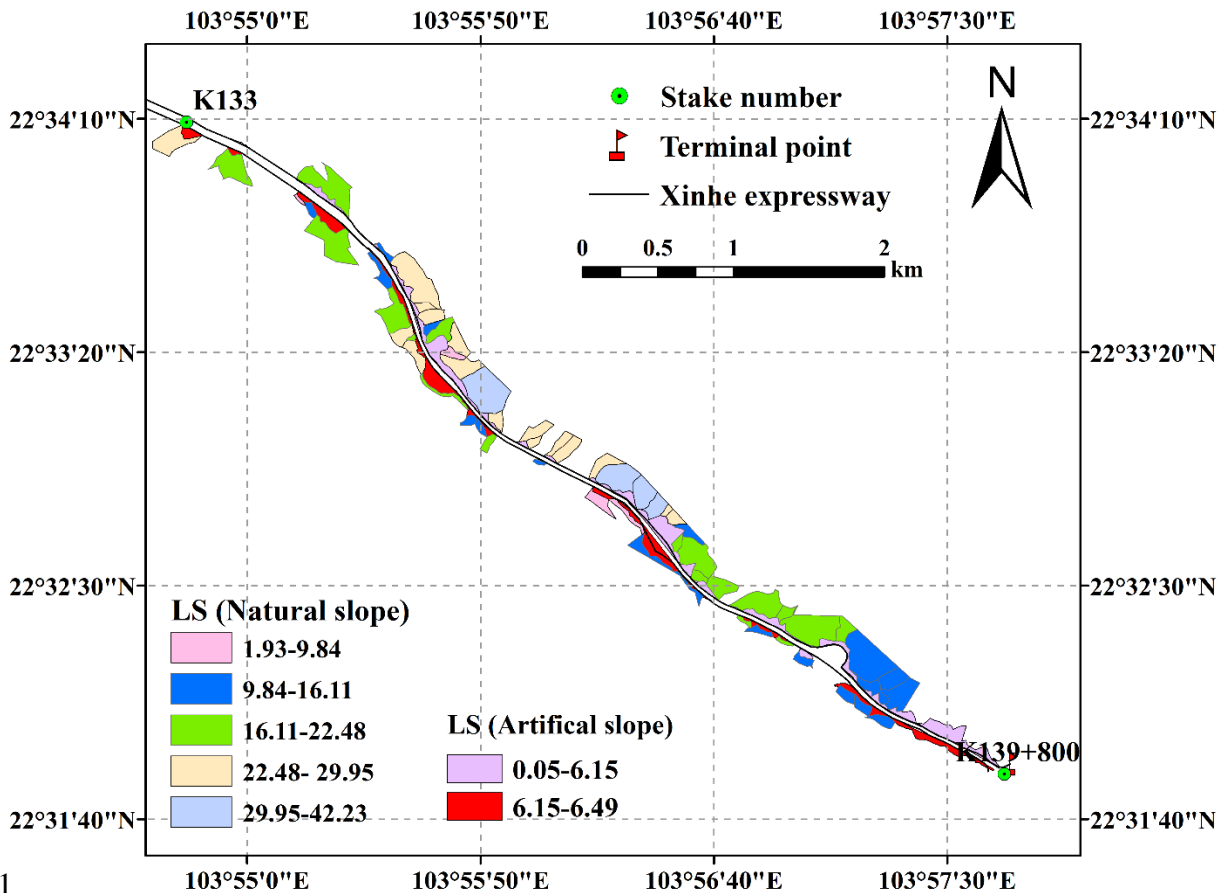 103°55'0"E 103°55'50"E 103°56'40"E 103°57'30"E
K133
N
22°34'10"N 22°34'10"N
Stake number
Terminal point
Xinhe expressway
0 0.5 1 2
km
22°33'20"N 22°33'20"N
22°32'30"N 22°32'30"N
LS (Natural slope)
1.93-9.84
9.84-16.11
16.11-22.48
22.48- 29.95
29.95-42.23
LS (Artifical slope)
0.05-6.15
6.15-6.49
K139+800
22°31'40"N 22°31'40"N
103°55'0"E 103°55'50"E 103°56'40"E 103°57'30"E
1